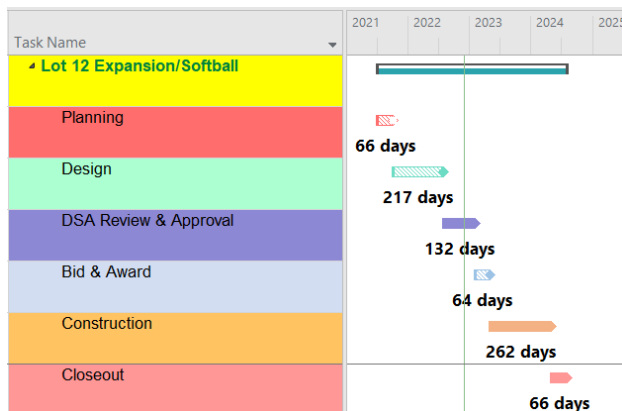 2021 2022 2023 2024 2025
Task Name
Lot 12 Expansion/Softball
Planning
66 days
Design
217 days
DSA Review & Approval
132 days
Bid & Award
64 days
Construction
262 days
Closeout
66 days